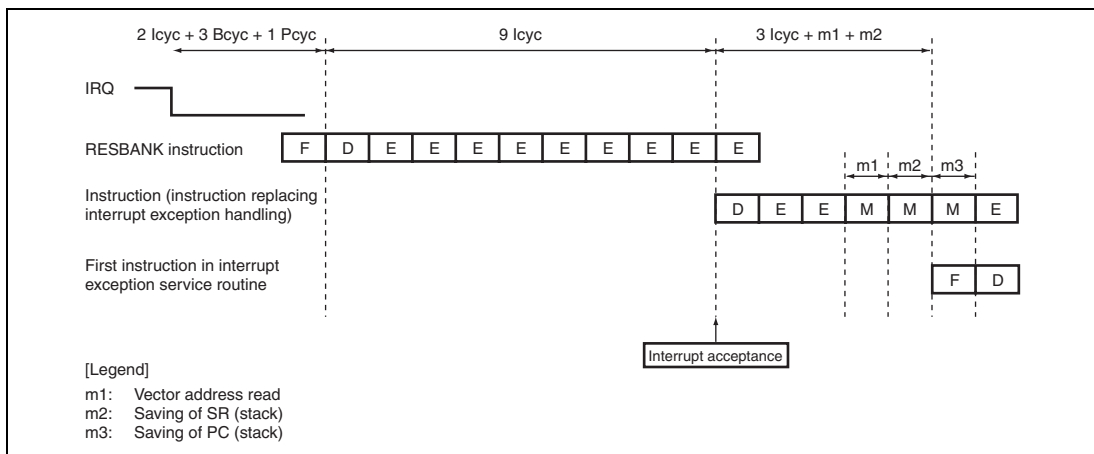 2 Icyc + 3 Bcyc + 1 Pcyc 9 Icyc 3 Icyc + m1 + m2
IRQ
RESBANK instruction F D E E E E E E E E E
m1 m2 m3
Instruction (instruction replacing
interrupt exception handling) D E E M M M E
First instruction in interrupt
exception service routine F D
Interrupt acceptance
[Legend]
m1: Vector address read
m2: Saving of SR (stack)
m3: Saving of PC (stack)